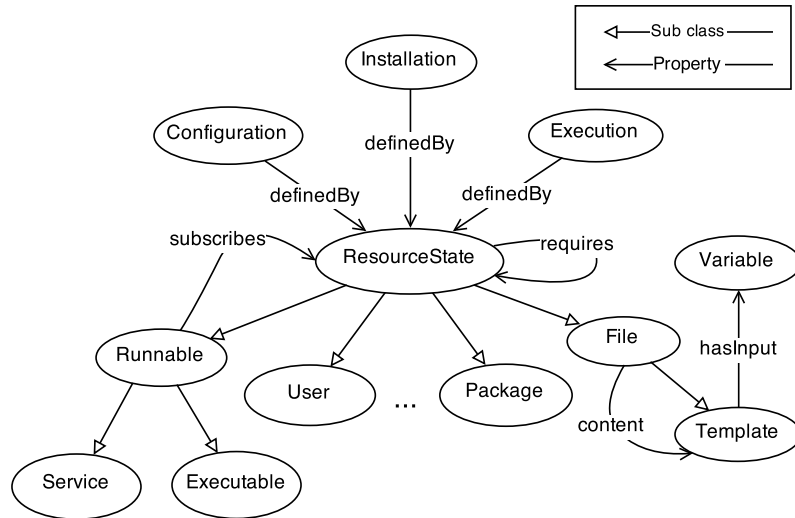 Sub class
Property
Installation
Configuration
Execution
definedBy
definedBy
definedBy
subscribes
ResourceState
requires
Variable
Runnable
File
hasInput
User
...
Package
content
Template
Service
Executable